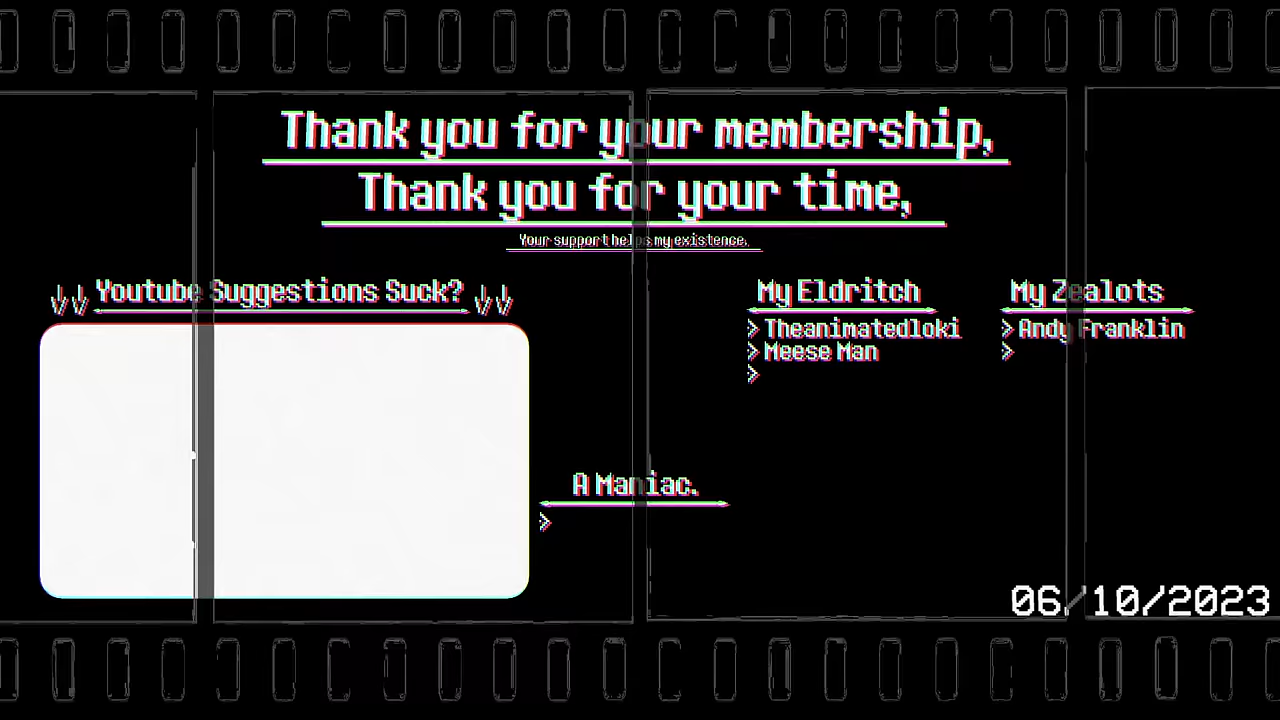 Thank you for your membership,
Thank you for your time,
Your support helps my existence.
Youtube Suggestions Suck?
My Eldritch
> Theanimatedloki
> Meese Man
>
My Zealots
> Andy Franklin
>
A Maniac.
>
06/10/2023